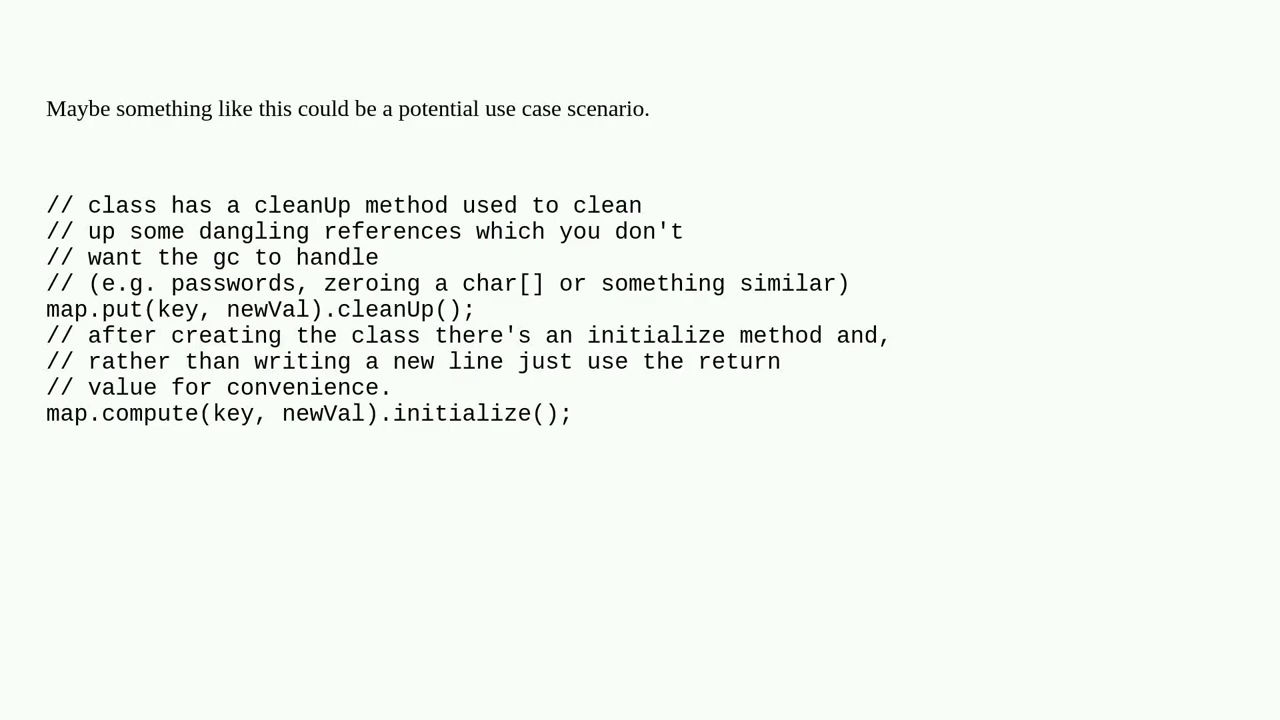 Maybe something like this could be a potential use case scenario.
// class has a cleanUp method used to clean
// up some dangling references which you don't
// want the gc to handle
// (e.g. passwords, zeroing a char[] or something similar)
map.put(key, newVal).cleanUp();
// after creating the class there's an initialize method and,
// rather than writing a new line just use the return
// value for convenience.
map.compute(key, newVal).initialize();